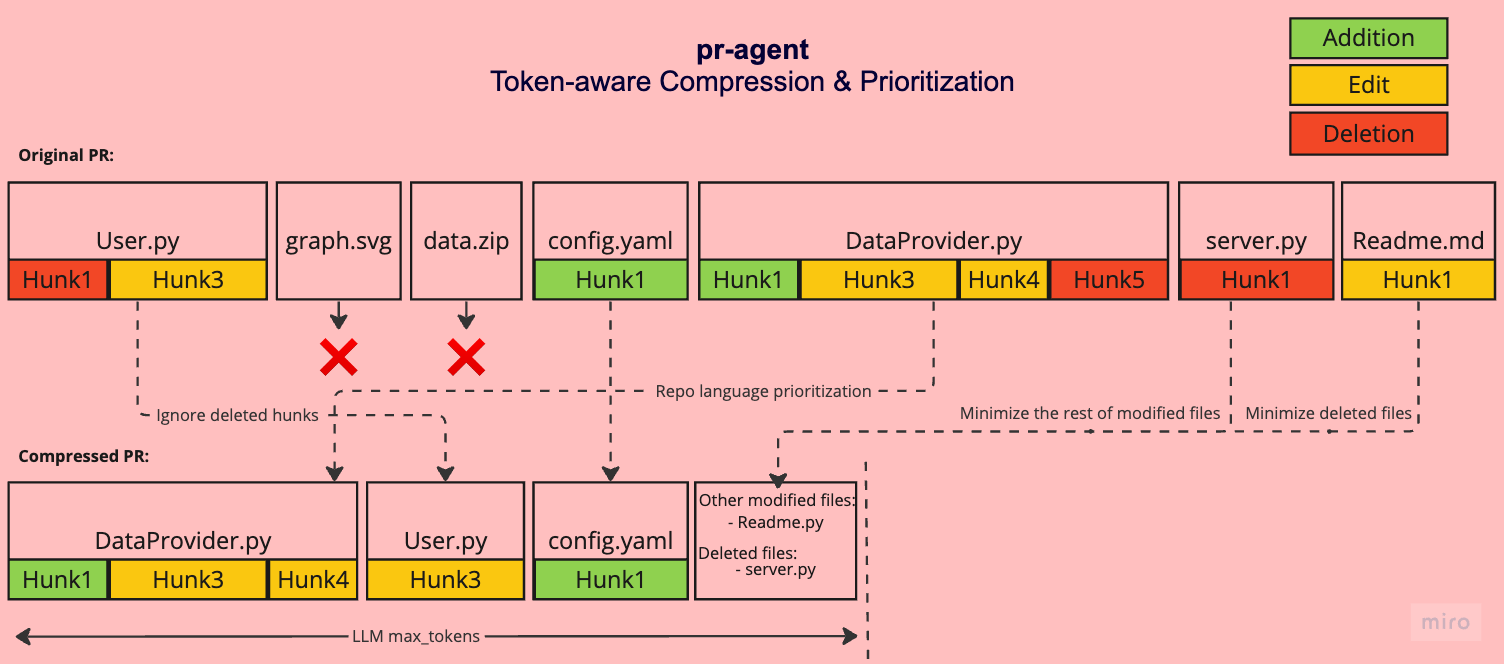 pr-agent
Token-aware Compression & Prioritization
Addition
Edit
Deletion
Original PR:
User.py
graph.svg
data.zip
config.yaml
DataProvider.py
server.py
Readme.md
Hunk1
Hunk3
Hunk1
Hunk1
Hunk3
Hunk4
Hunk5
Hunk1
Hunk1
Repo language prioritization
Ignore deleted hunks
Minimize the rest of modified files
Minimize deleted files
Compressed PR:
DataProvider.py
User.py
config.yaml
Other modified files:
- Readme.py
Deleted files:
- server.py
Hunk1
Hunk3
Hunk4
Hunk3
Hunk1
LLM max_tokens
miro